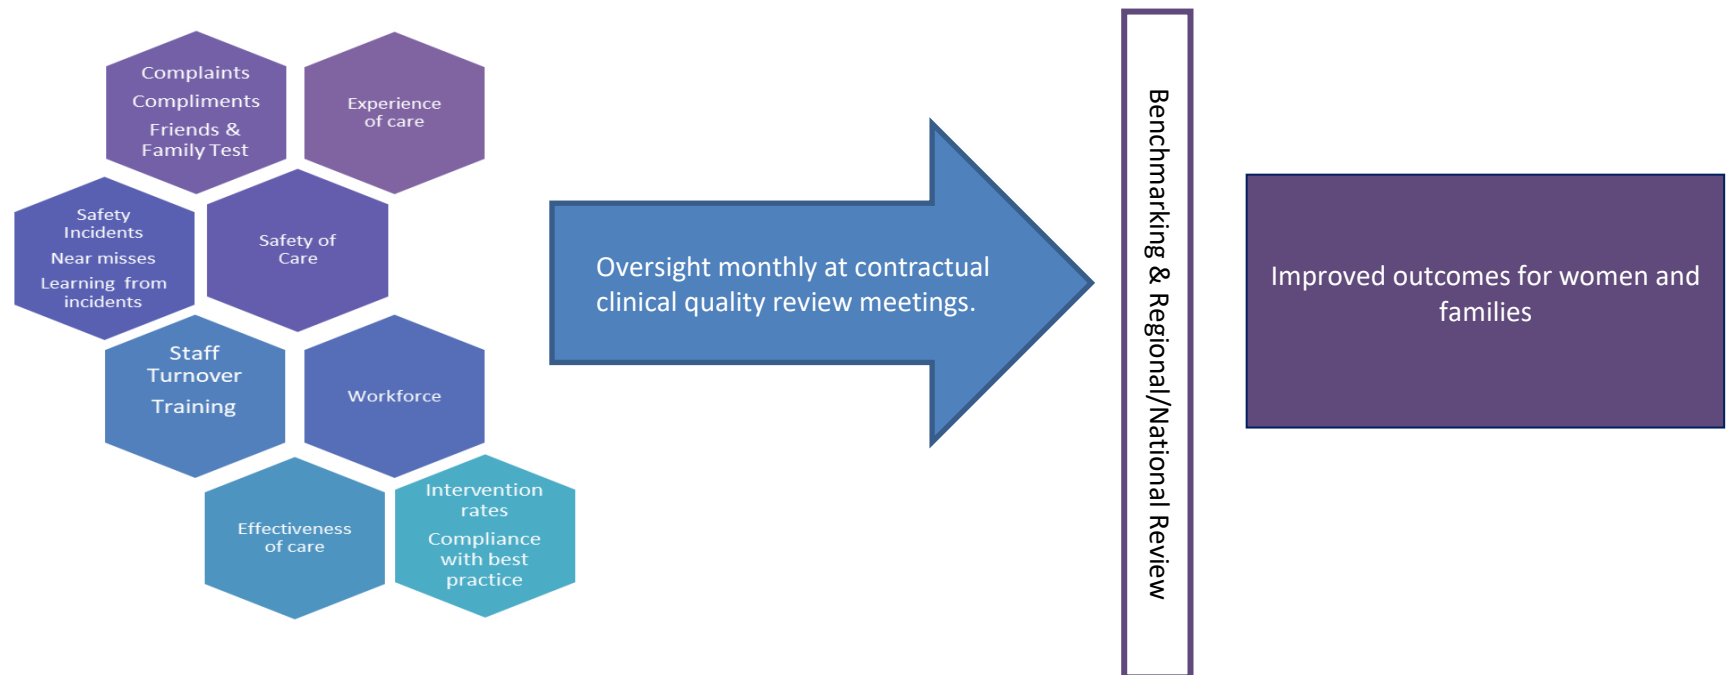 Complaints
Compliments
Friends &
Family Test
Experience
of care
Safety
Incidents
Near misses
Learning from
incidents
Safety of
Care
Staff
Turnover
Training
Workforce
Effectiveness
of care
Intervention
rates
Compliance
with best
practice
Oversight monthly at contractual
clinical quality review meetings.
Benchmarking & Regional/National Review
Improved outcomes for women and
families